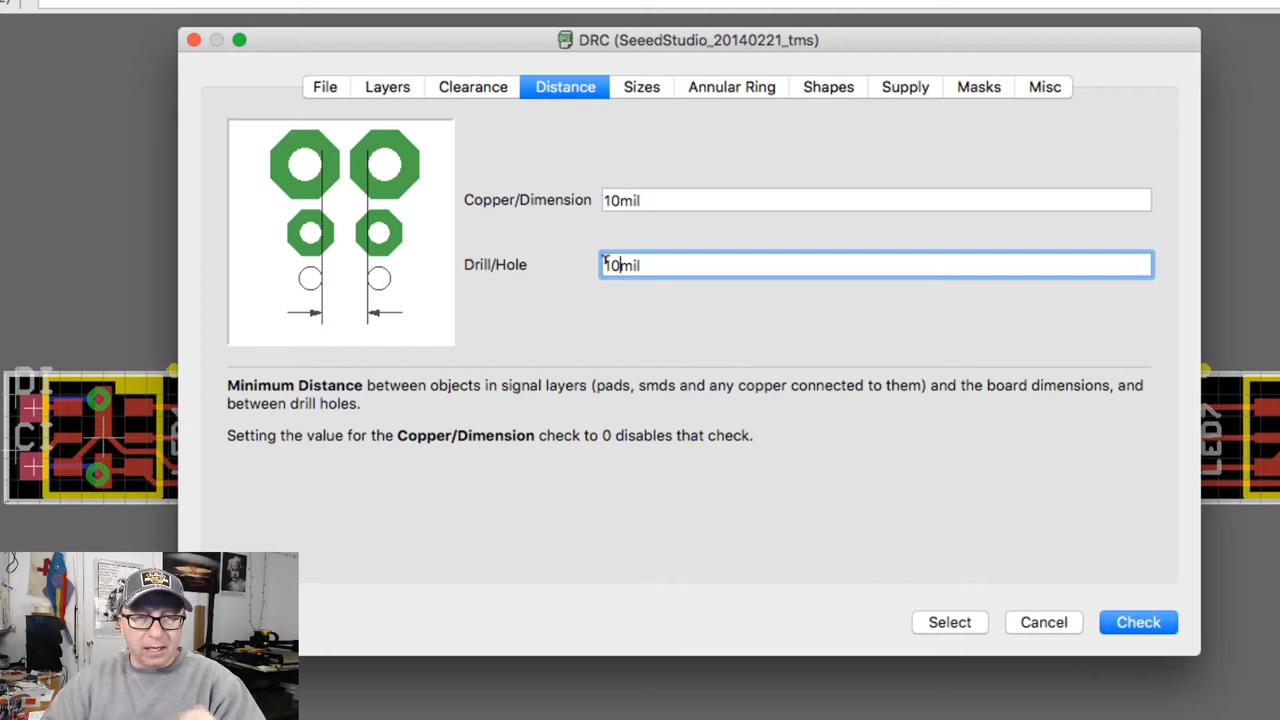 DRC (SeeedStudio_20140221_tms)
File Layers Clearance Distance Sizes Annular Ring Shapes Supply Masks Misc
Copper/Dimension 10mil
Drill/Hole 10mil
Minimum Distance between objects in signal layers (pads, smds and any copper connected to them) and the board dimensions, and
between drill holes.
Setting the value for the Copper/Dimension check to 0 disables that check.
LED7
Select Cancel Check